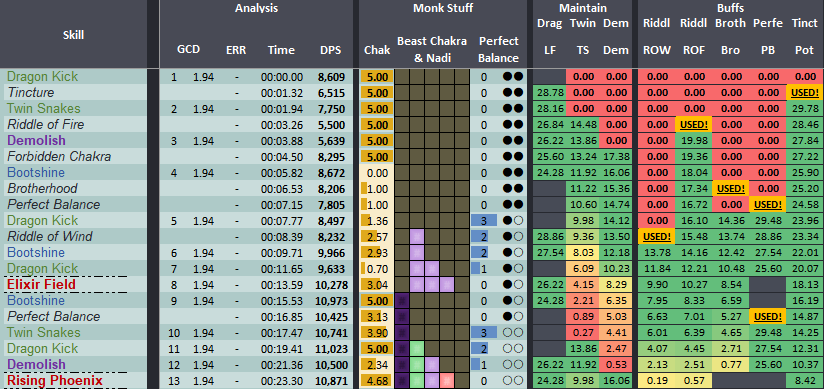 Analysis Monk Stuff Maintain Buffs
Drag Twin Dem Riddl Riddl Broth Perfe Tinct
Skill GCD ERR Time DPS Chak Beast Chakra & Nadi Perfect Balance LF TS Dem ROW ROF Bro PB Pot
Dragon Kick 1 1.94 - 00:00.00 8,609 5.00 0 0.00 0.00 0.00 0.00 0.00 0.00 0.00
Tincture - 00:01.32 6,515 5.00 0 28.78 0.00 0.00 0.00 0.00 0.00 0.00 USED!
Twin Snakes 2 1.94 - 00:01.94 7,750 5.00 0 28.16 0.00 0.00 0.00 0.00 0.00 0.00 29.78
Riddle of Fire - 00:03.26 5,500 5.00 0 26.84 14.48 0.00 0.00 USED! 0.00 0.00 28.46
Demolish 3 1.94 - 00:03.88 5,639 5.00 0 26.22 13.86 0.00 0.00 19.98 0.00 0.00 27.84
Forbidden Chakra - 00:04.50 8,295 5.00 0 25.60 13.24 17.38 0.00 19.36 0.00 0.00 27.22
Bootshine 4 1.94 - 00:05.82 8,672 0.00 0 24.28 11.92 16.06 0.00 18.04 0.00 0.00 25.90
Brotherhood - 00:06.53 8,206 1.00 0 11.22 15.36 0.00 17.34 USED! 0.00 25.20
Perfect Balance - 00:07.15 7,805 1.00 0 10.60 14.74 0.00 16.72 0.00 USED! 24.58
Dragon Kick 5 1.94 - 00:07.77 8,497 1.36 3 9.98 14.12 0.00 16.10 14.36 29.48 23.96
Riddle of Wind - 00:08.39 8,232 2.57 2 28.86 9.36 13.50 USED! 15.48 13.74 28.86 23.34
Bootshine 6 1.94 - 00:09.71 9,966 2.93 2 27.54 8.03 12.18 13.78 14.16 12.42 27.54 22.01
Dragon Kick 7 1.94 - 00:11.65 9,633 0.70 1 6.09 10.23 11.84 12.21 10.48 25.60 20.07
Elixir Field 8 1.94 - 00:13.59 10,278 3.04 0 26.22 4.15 8.29 9.90 10.27 8.54 18.13
Bootshine 9 1.94 - 00:15.53 10,973 5.00 0 24.28 2.21 6.35 7.95 8.33 6.59 16.19
Perfect Balance - 00:16.85 10,425 3.13 0 0.89 5.03 6.63 7.01 5.27 USED! 14.87
Twin Snakes 10 1.94 - 00:17.47 10,741 3.90 3 0.27 4.41 6.01 6.39 4.65 29.48 14.25
Dragon Kick 11 1.94 - 00:19.41 11,023 5.00 2 13.86 2.47 4.07 4.45 2.71 27.54 12.31
Demolish 12 1.94 - 00:21.36 10,500 2.34 1 26.22 11.92 0.53 2.13 2.51 0.77 25.60 10.37
Rising Phoenix 13 1.94 - 00:23.30 10,871 4.68 0 24.28 9.98 16.06 0.19 0.57 8.42